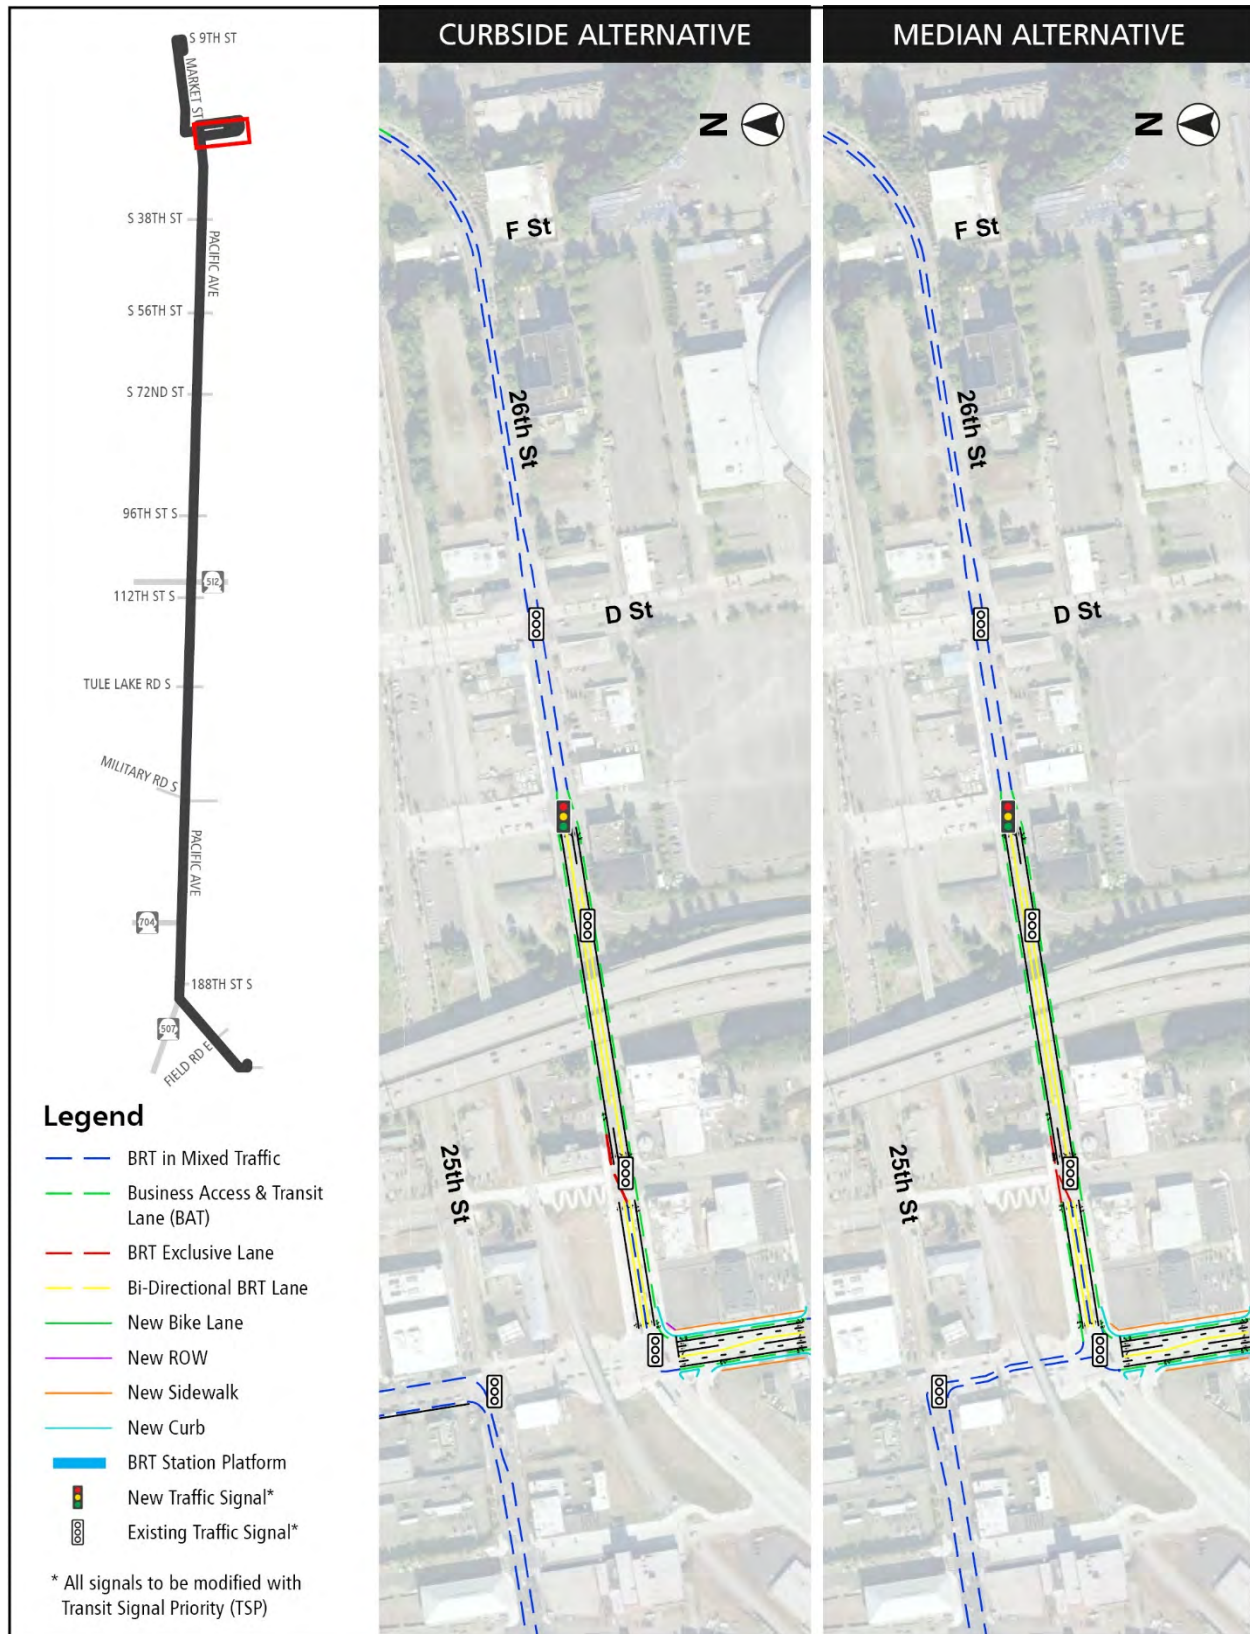 S 9TH ST
MARKET ST
S 38TH ST
PACIFIC AVE
S 56TH ST
S 72ND ST
96TH ST S
512
112TH ST S
TULE LAKE RD S
MILITARY RD S
PACIFIC AVE
704
188TH ST S
507
FIELD RD E
Legend
BRT in Mixed Traffic
Business Access & Transit
Lane (BAT)
BRT Exclusive Lane
Bi-Directional BRT Lane
New Bike Lane
New ROW
New Sidewalk
New Curb
BRT Station Platform
New Traffic Signal*
Existing Traffic Signal*
* All signals to be modified with
Transit Signal Priority (TSP)
CURBSIDE ALTERNATIVE
N
F St
26th St
D St
25th St
MEDIAN ALTERNATIVE
N
F St
26th St
D St
25th St